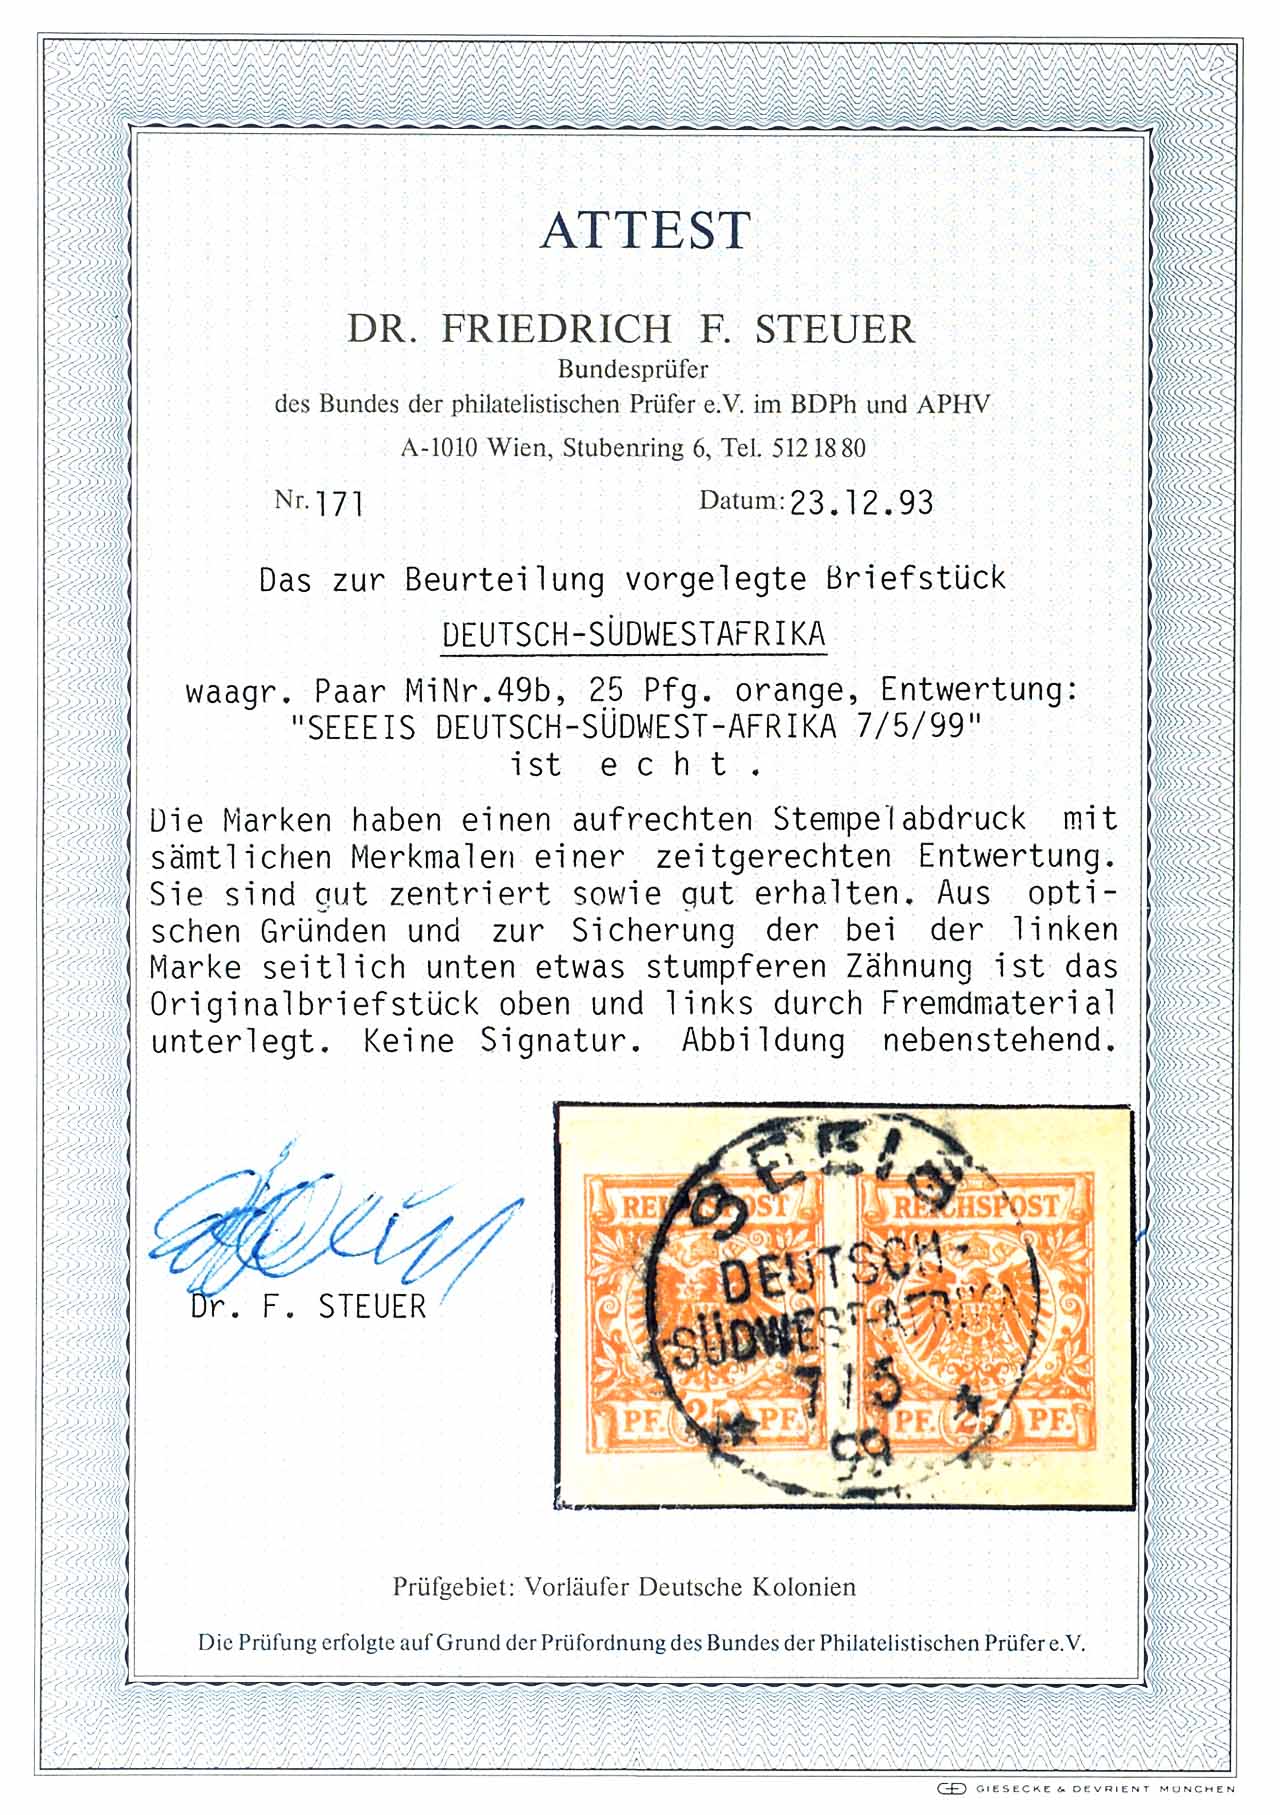 ATTEST
DR. FRIEDRICH F. STEUER
Bundesprüfer
des Bundes der philatelistischen Prüfer e.V. im BDPh und APHV
A-1010 Wien, Stubenring 6, Tel. 512 18 80
Nr. 171 Datum: 23.12.93
Das zur Beurteilung vorgelegte Briefstück
DEUTSCH-SÜDWESTAFRIKA
waagr. Paar MiNr.49b, 25 Pfg. orange, Entwertung:
"SEEEIS DEUTSCH-SÜDWEST-AFRIKA 7/5/99"
ist e c h t .
Die Marken haben einen aufrechten Stempelabdruck mit
sämtlichen Merkmalen einer zeitgerechten Entwertung.
Sie sind gut zentriert sowie gut erhalten. Aus opti-
schen Gründen und zur Sicherung der bei der linken
Marke seitlich unten etwas stumpferen Zähnung ist das
Originalbriefstück oben und links durch Fremdmaterial
unterlegt. Keine Signatur. Abbildung nebenstehend.
SEEIS
REICHSPOST REICHSPOST
DEUTSCH-
SÜDWEST-AFRIKA
7/5
PF. 25 PF. PF. 25 PF.
99
Dr. F. STEUER
Prüfgebiet: Vorläufer Deutsche Kolonien
Die Prüfung erfolgte auf Grund der Prüfordnung des Bundes der Philatelistischen Prüfer e.V.
GIESECKE & DEVRIENT MÜNCHEN